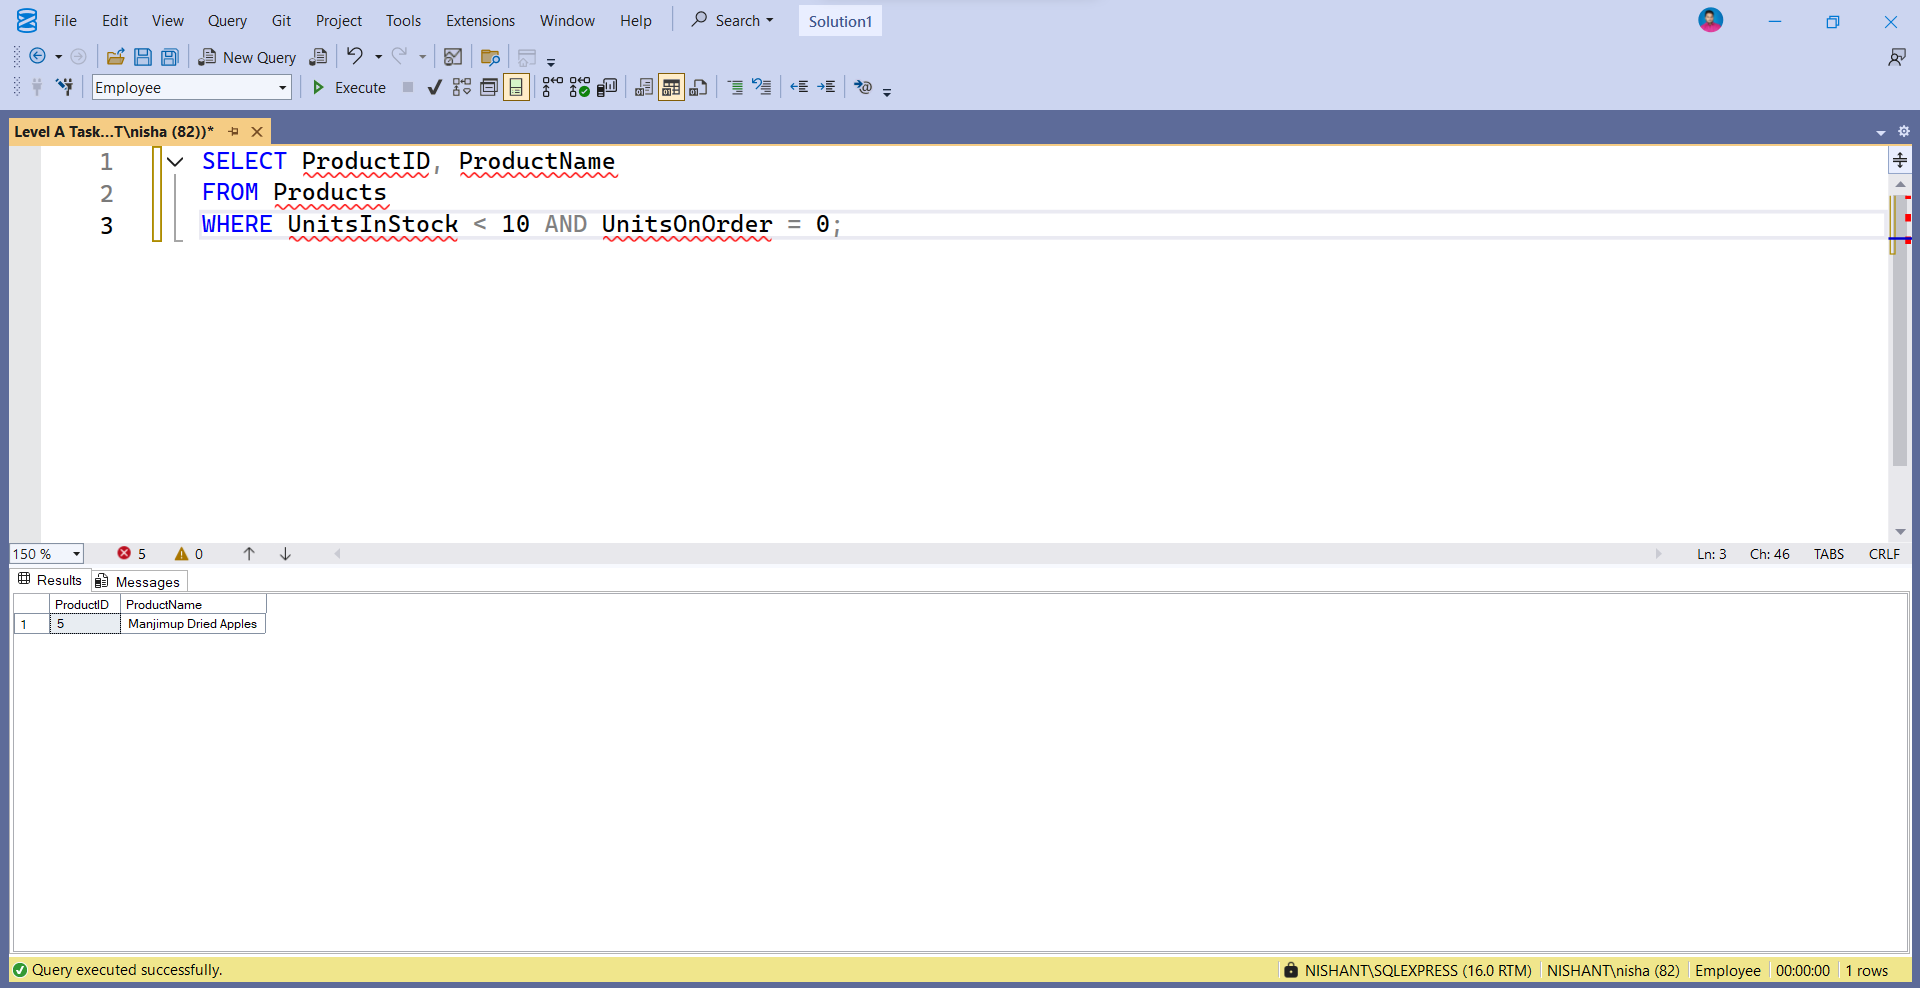 File Edit View Query Git Project Tools Extensions Window Help Search Solution1
New Query
Employee Execute
Level A Task...T\nisha (82))*
1 SELECT ProductID, ProductName
2 FROM Products
3 WHERE UnitsInStock < 10 AND UnitsOnOrder = 0;
150 % 5 0 Ln: 3 Ch: 46 TABS CRLF
Results Messages
ProductID ProductName
1 5 Manjimup Dried Apples
Query executed successfully. NISHANT\SQLEXPRESS (16.0 RTM) NISHANT\nisha (82) Employee 00:00:00 1 rows